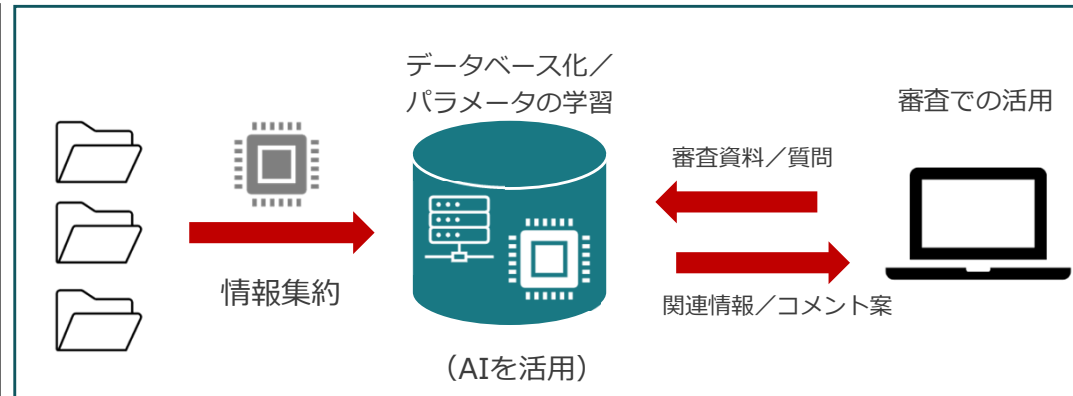 データベース化／
パラメータの学習
審査での活用
審査資料／質問
情報集約
関連情報／コメント案
（AIを活用）